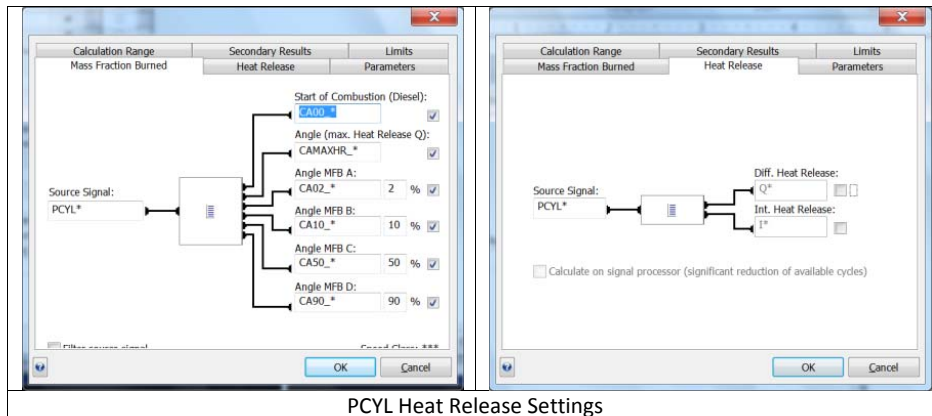 Calculation Range Secondary Results Limits
Mass Fraction Burned Heat Release Parameters
Start of Combustion (Diesel):
CA00_*
Angle (max. Heat Release Q):
CAMAXHR_*
Angle MFB A:
CA02_* 2 %
Source Signal:
PCYL*
Angle MFB B:
CA10_* 10 %
Angle MFB C:
CA50_* 50 %
Angle MFB D:
CA90_* 90 %
OK Cancel
Calculation Range Secondary Results Limits
Mass Fraction Burned Heat Release Parameters
Diff. Heat Release:
Source Signal:
Q*
PCYL*
Int. Heat Release:
I*
Calculate on signal processor (significant reduction of available cycles)
OK Cancel
PCYL Heat Release Settings